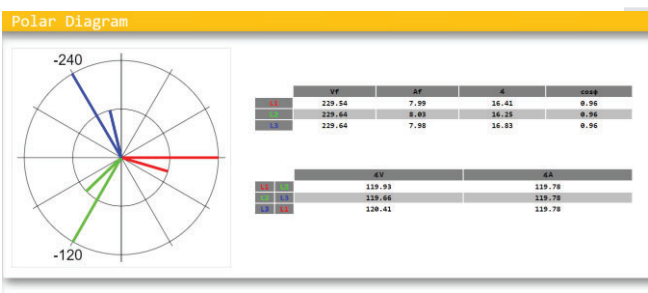 Polar Diagram
-240
-120
Vf Af ∡ cosϕ
L1 229.54 7.99 16.41 0.96
L2 229.64 8.03 16.25 0.96
L3 229.64 7.98 16.83 0.96
∡V ∡A
L1 L2 119.93 119.78
L2 L3 119.66 119.78
L3 L1 120.41 119.78